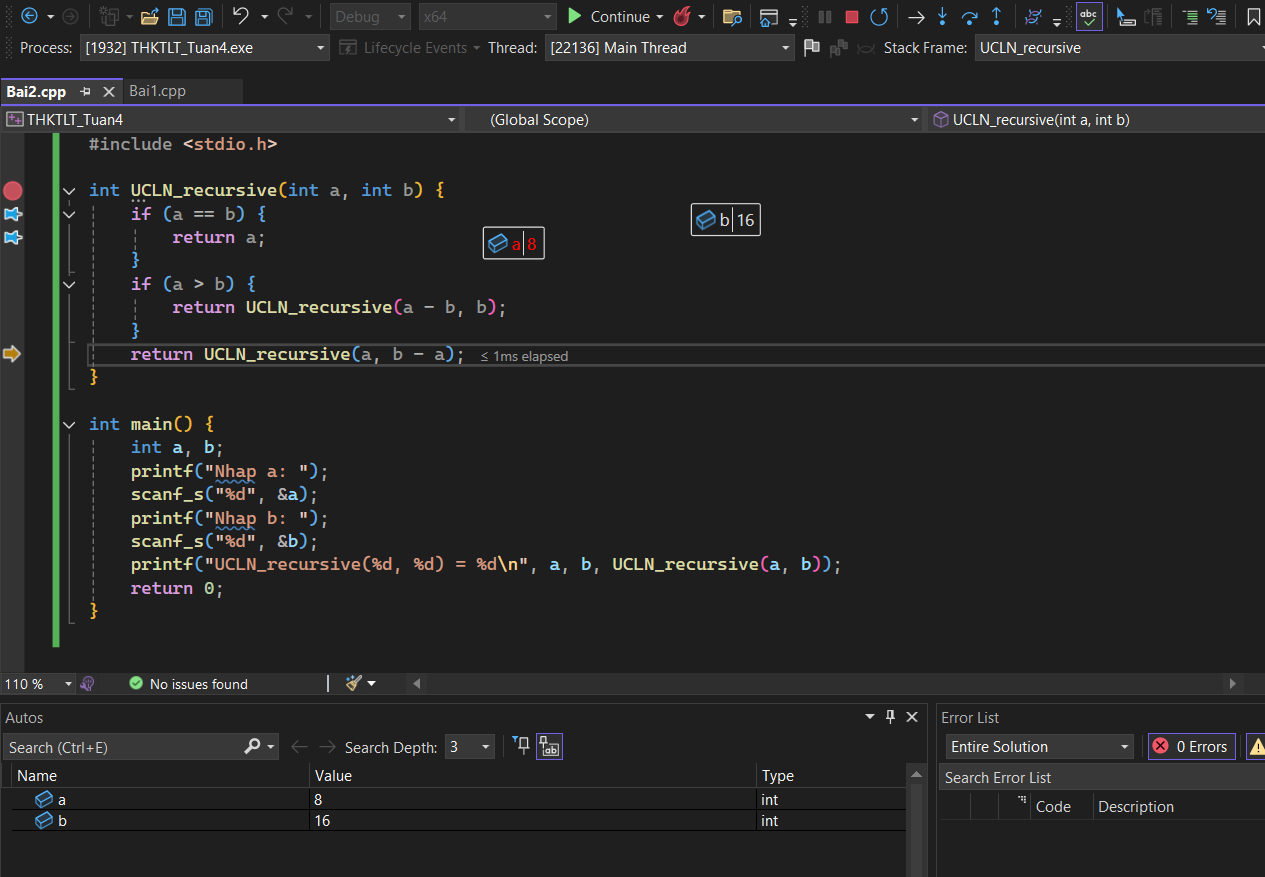 Debug x64 Continue
Process: [1932] THKTLT_Tuan4.exe Lifecycle Events Thread: [22136] Main Thread Stack Frame: UCLN_recursive
Bai2.cpp Bai1.cpp
THKTLT_Tuan4 (Global Scope) UCLN_recursive(int a, int b)
#include <stdio.h>
int UCLN_recursive(int a, int b) {
if (a == b) {
b 16
return a;
a 8
}
if (a > b) {
return UCLN_recursive(a - b, b);
}
return UCLN_recursive(a, b - a); ≤ 1ms elapsed
}
int main() {
int a, b;
printf("Nhap a: ");
scanf_s("%d", &a);
printf("Nhap b: ");
scanf_s("%d", &b);
printf("UCLN_recursive(%d, %d) = %d\n", a, b, UCLN_recursive(a, b));
return 0;
}
110 % No issues found
Autos
Search (Ctrl+E) Search Depth: 3
Name Value Type
a 8 int
b 16 int
Error List
Entire Solution 0 Errors
Search Error List
Code Description